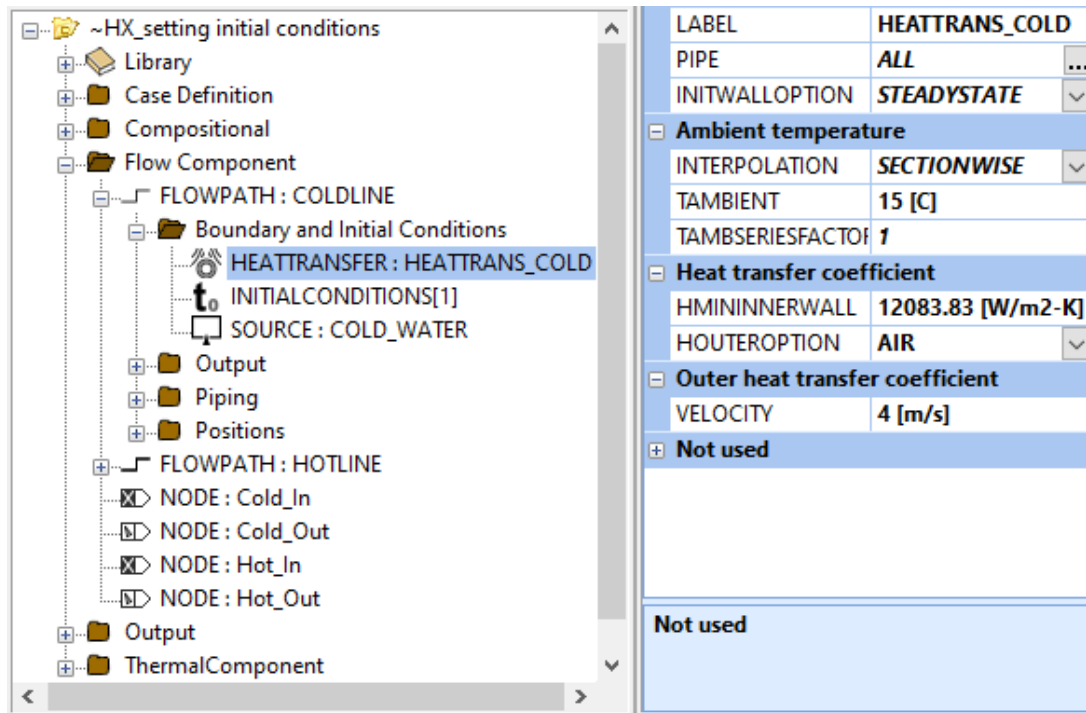 ~HX_setting initial conditions
Library
Case Definition
Compositional
Flow Component
FLOWPATH : COLDLINE
Boundary and Initial Conditions
HEATTRANSFER : HEATTRANS_COLD
INITIALCONDITIONS[1]
SOURCE : COLD_WATER
Output
Piping
Positions
FLOWPATH : HOTLINE
NODE : Cold_In
NODE : Cold_Out
NODE : Hot_In
NODE : Hot_Out
Output
ThermalComponent
LABEL HEATTRANS_COLD
PIPE ALL ...
INITWALLOPTION STEADYSTATE
Ambient temperature
INTERPOLATION SECTIONWISE
TAMBIENT 15 [C]
TAMBSERIESFACTOR 1
Heat transfer coefficient
HMININNERWALL 12083.83 [W/m2-K]
HOUTEROPTION AIR
Outer heat transfer coefficient
VELOCITY 4 [m/s]
Not used
Not used